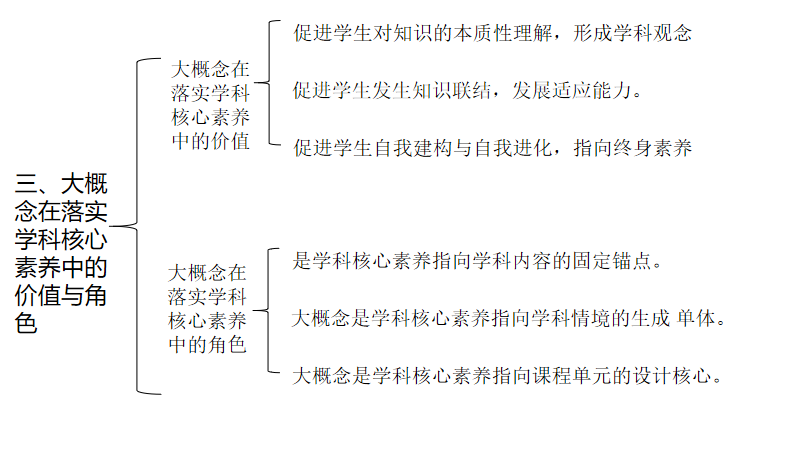 三、大概
念在落实
学科核心
素养中的
价值与角
色
大概念在
落实学科
核心素养
中的价值
促进学生对知识的本质性理解，形成学科观念
促进学生发生知识联结，发展适应能力。
促进学生自我建构与自我进化，指向终身素养
大概念在
落实学科
核心素养
中的角色
是学科核心素养指向学科内容的固定锚点。
大概念是学科核心素养指向学科情境的生成 单体。
大概念是学科核心素养指向课程单元的设计核心。